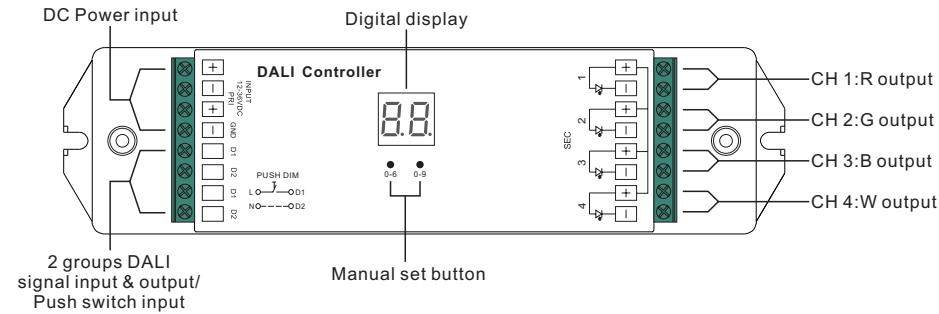 DC Power input
Digital display
DALI Controller
+
−
+
−
INPUT
12-36VDC
PRI
GND
D1
D2
D1
D2
PUSH DIM
L D1
N D2
8.8.
0-6 0-9
SEC
1
+
−
2
+
−
3
+
−
4
+
−
CH 1:R output
CH 2:G output
CH 3:B output
CH 4:W output
2 groups DALI
signal input & output/
Push switch input
Manual set button